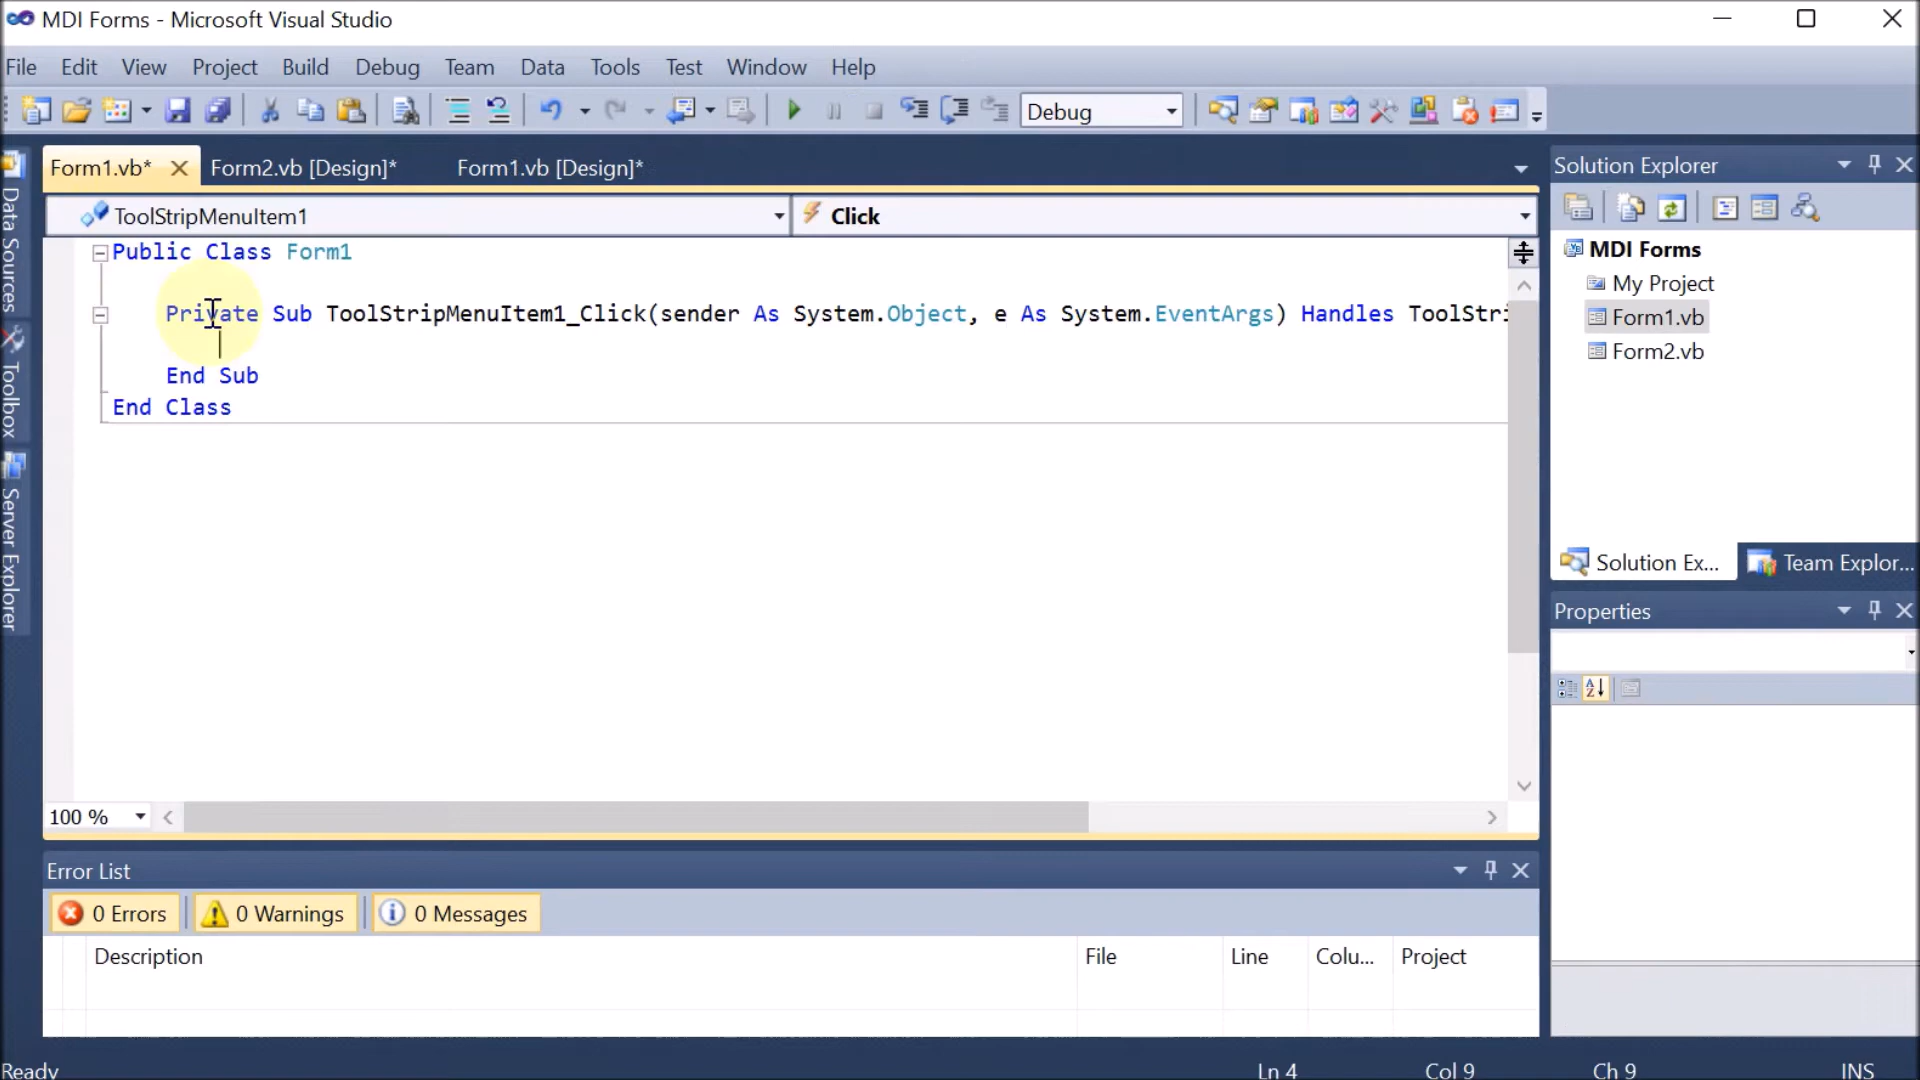 MDI Forms - Microsoft Visual Studio
File Edit View Project Build Debug Team Data Tools Test Window Help
Debug
Form1.vb* Form2.vb [Design]* Form1.vb [Design]*
Solution Explorer
ToolStripMenuItem1 Click
Public Class Form1
Private Sub ToolStripMenuItem1_Click(sender As System.Object, e As System.EventArgs) Handles ToolStri
End Sub
End Class
Data Sources
Toolbox
Server Explorer
MDI Forms
My Project
Form1.vb
Form2.vb
Solution Ex... Team Explor...
Properties
100 %
Error List
0 Errors 0 Warnings 0 Messages
Description File Line Colu... Project
Ready Ln 4 Col 9 Ch 9 INS